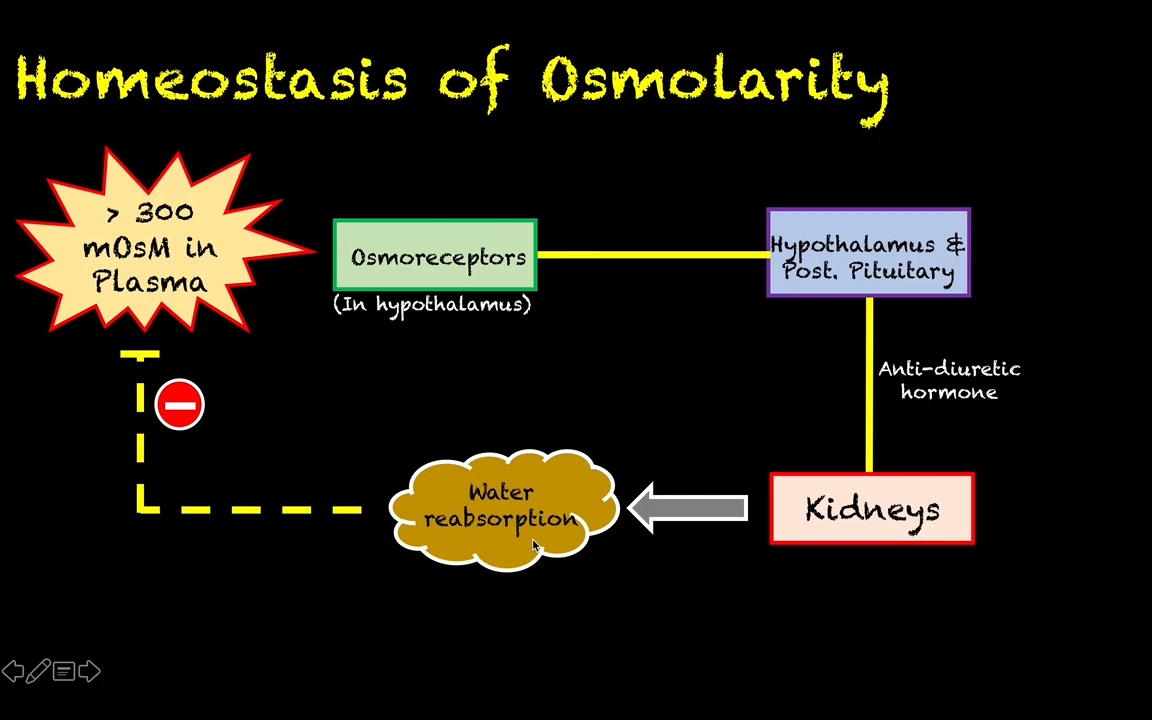 Homeostasis of Osmolarity
> 300
mOsM in
Plasma
Osmoreceptors
(In hypothalamus)
Hypothalamus &
Post. Pituitary
Anti-diuretic
hormone
Water
reabsorption
Kidneys